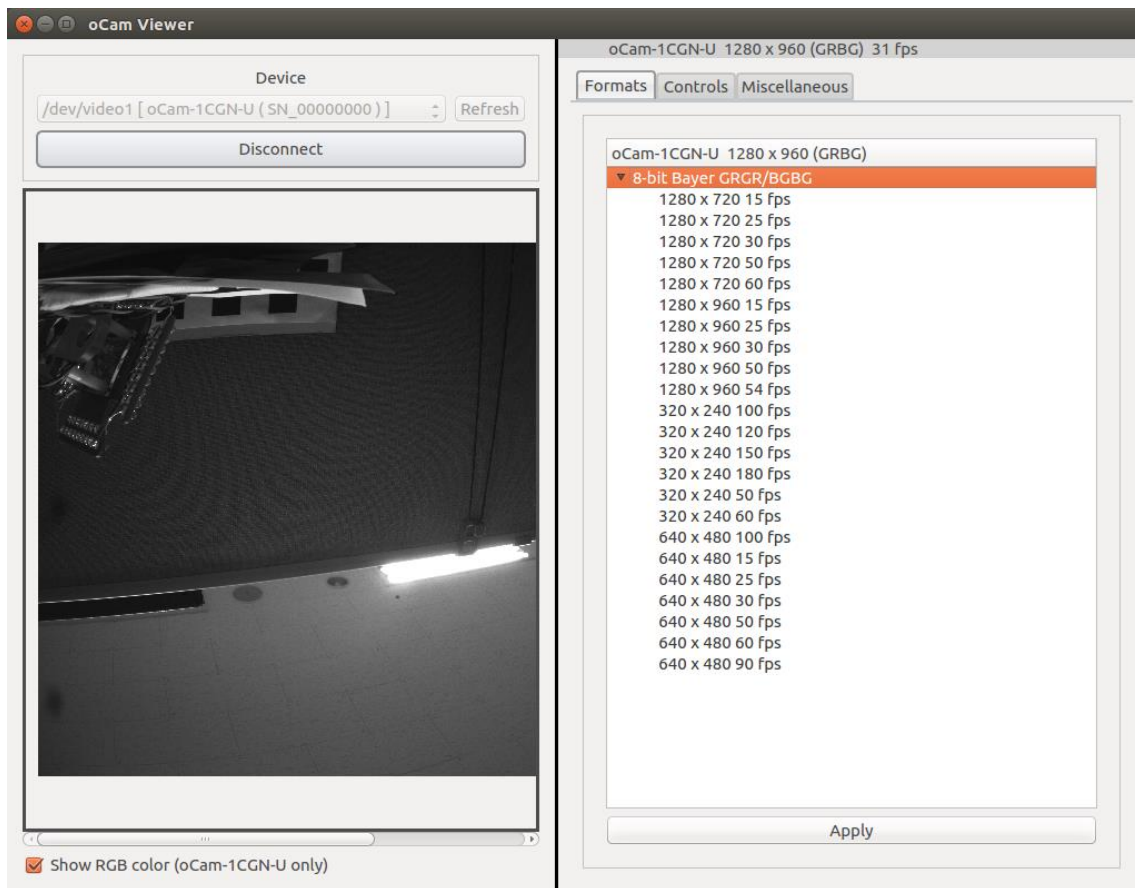 oCam Viewer
Device
/dev/video1 [ oCam-1CGN-U ( SN_00000000 ) ]
Refresh
Disconnect
Show RGB color (oCam-1CGN-U only)
oCam-1CGN-U 1280 x 960 (GRBG) 31 fps
Formats Controls Miscellaneous
oCam-1CGN-U 1280 x 960 (GRBG)
8-bit Bayer GRGR/BGBG
1280 x 720 15 fps
1280 x 720 25 fps
1280 x 720 30 fps
1280 x 720 50 fps
1280 x 720 60 fps
1280 x 960 15 fps
1280 x 960 25 fps
1280 x 960 30 fps
1280 x 960 50 fps
1280 x 960 54 fps
320 x 240 100 fps
320 x 240 120 fps
320 x 240 150 fps
320 x 240 180 fps
320 x 240 50 fps
320 x 240 60 fps
640 x 480 100 fps
640 x 480 15 fps
640 x 480 25 fps
640 x 480 30 fps
640 x 480 50 fps
640 x 480 60 fps
640 x 480 90 fps
Apply